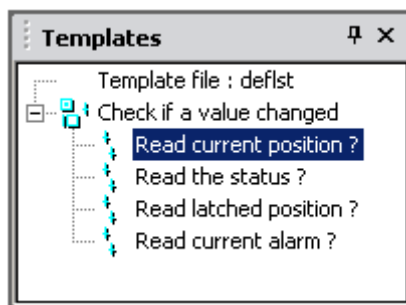 Templates
Template file : deflst
Check if a value changed
Read current position ?
Read the status ?
Read latched position ?
Read current alarm ?